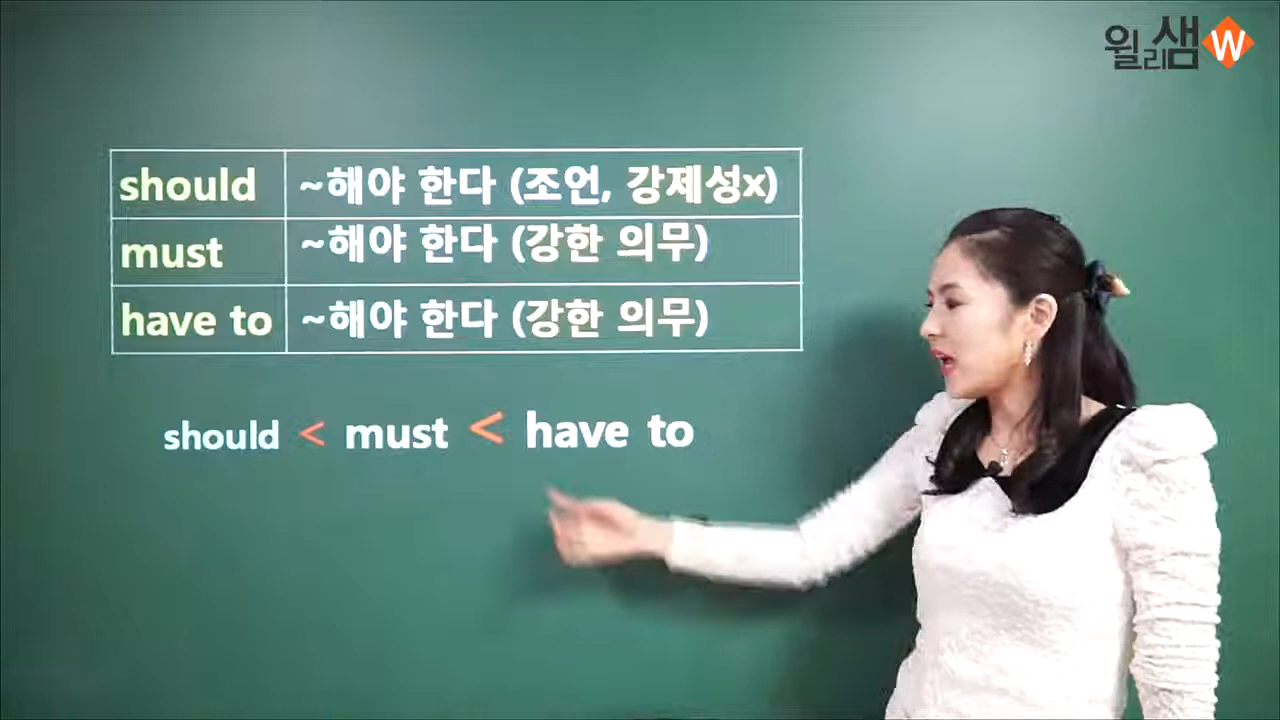 윌리샘 W
should ~해야 한다 (조언, 강제성x)
must ~해야 한다 (강한 의무)
have to ~해야 한다 (강한 의무)
should < must < have to